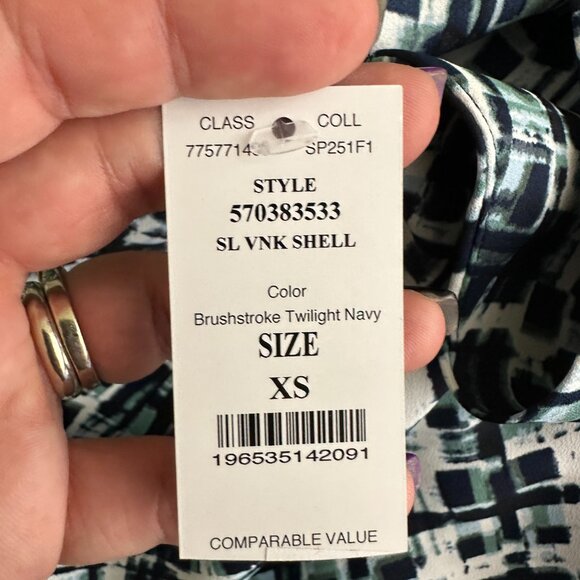 CLASS COLL
SP251F1
STYLE
570383533
SL VNK SHELL
Color
Brushstroke Twilight Navy
SIZE
XS
196535142091
COMPARABLE VALUE